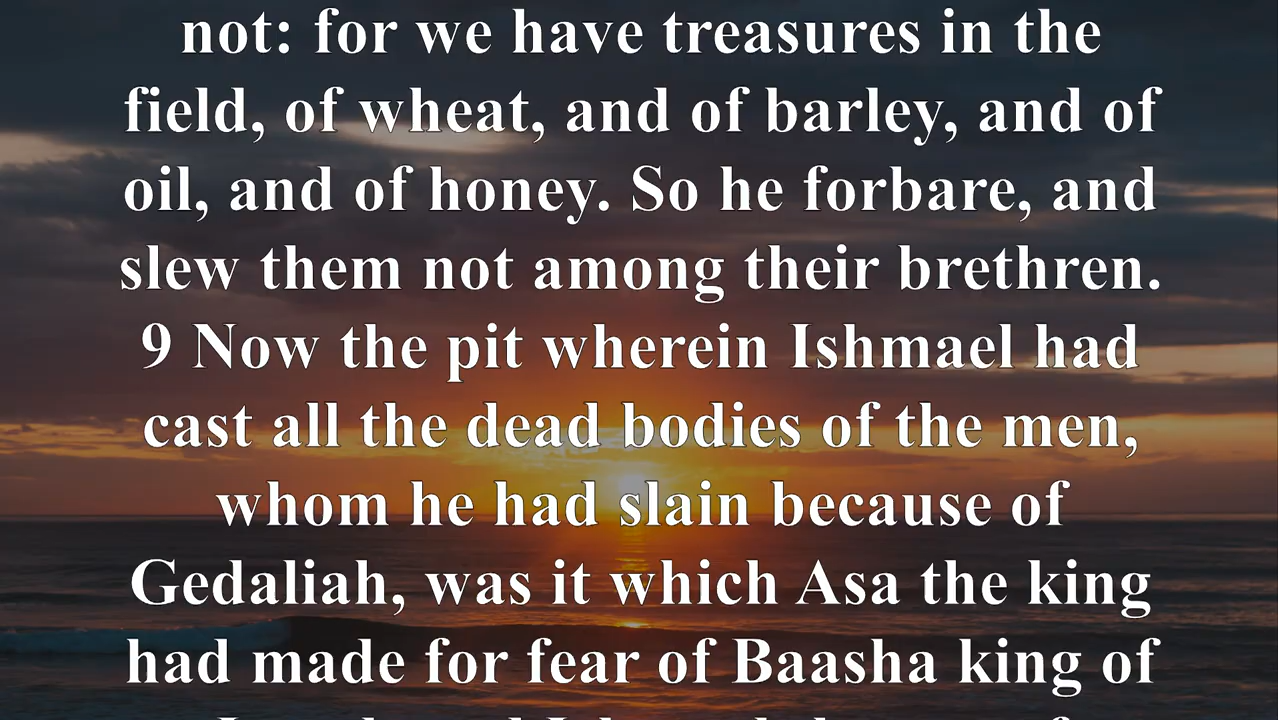 not: for we have treasures in the
field, of wheat, and of barley, and of
oil, and of honey. So he forbare, and
slew them not among their brethren.
9 Now the pit wherein Ishmael had
cast all the dead bodies of the men,
whom he had slain because of
Gedaliah, was it which Asa the king
had made for fear of Baasha king of